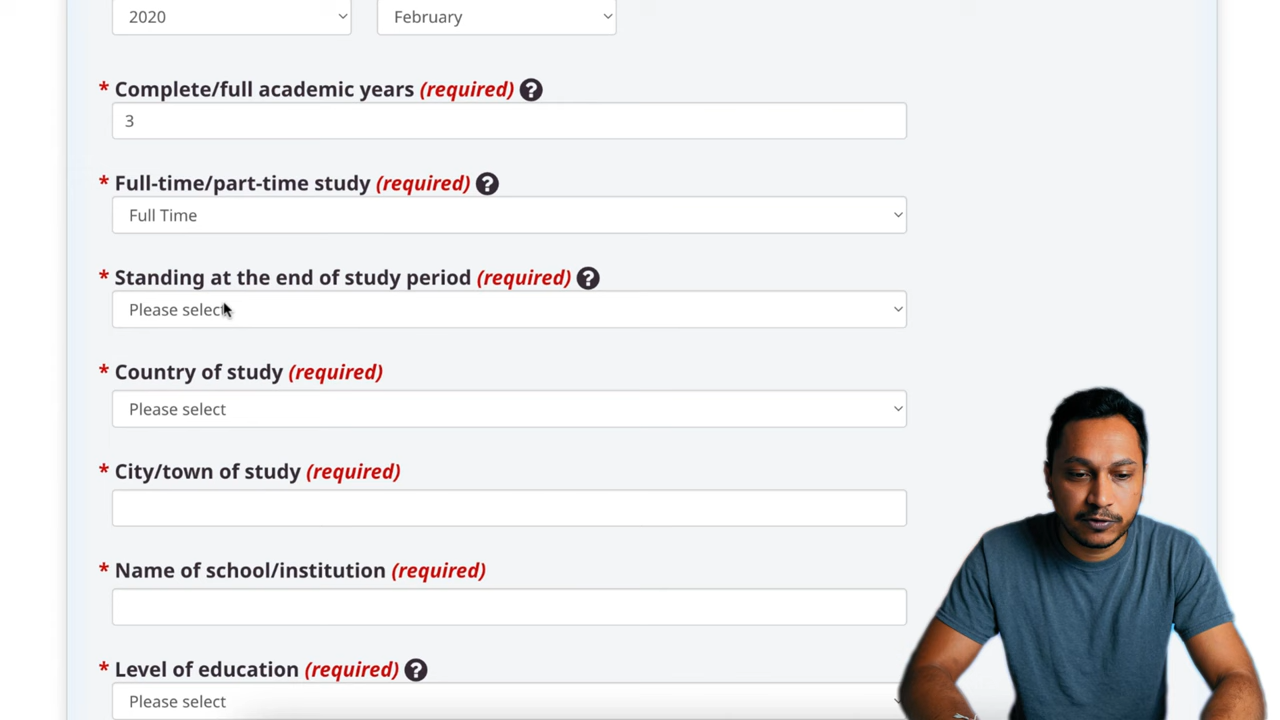 2020
February
* Complete/full academic years (required) ?
3
* Full-time/part-time study (required) ?
Full Time
* Standing at the end of study period (required) ?
Please select
* Country of study (required)
Please select
* City/town of study (required)
* Name of school/institution (required)
* Level of education (required) ?
Please select